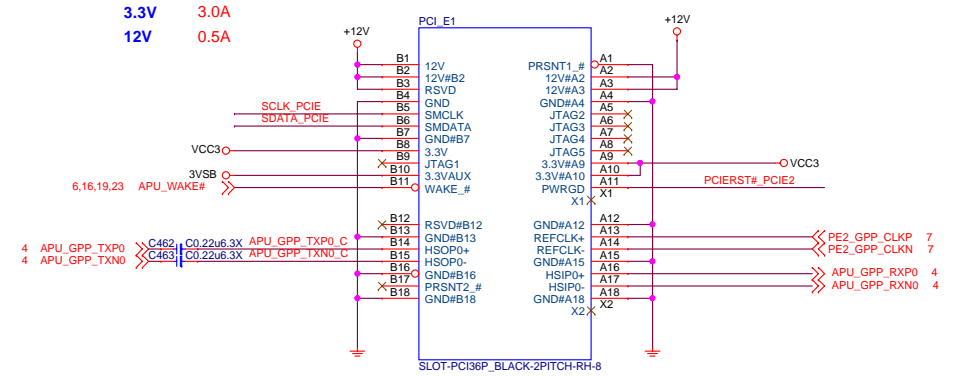 3.3V 3.0A
12V 0.5A
PCI_E1
+12V +12V
B1 12V PRSNT1_# A1
B2 12V#B2 12V#A2 A2
B3 RSVD 12V#A3 A3
B4 GND GND#A4 A4
SCLK_PCIE B5 SMCLK JTAG2 A5
SDATA_PCIE B6 SMDATA JTAG3 A6
B7 GND#B7 JTAG4 A7
VCC3 B8 3.3V JTAG5 A8
B9 JTAG1 3.3V#A9 A9 VCC3
3VSB B10 3.3VAUX 3.3V#A10 A10
6,16,19,23 APU_WAKE# B11 WAKE_# PWRGD A11 PCIERST#_PCIE2
X1 X1
B12 RSVD#B12 GND#A12 A12
B13 GND#B13 REFCLK+ A13 PE2_GPP_CLKP 7
4 APU_GPP_TXP0 C462 C0.22u6.3X APU_GPP_TXP0_C B14 HSOP0+ REFCLK- A14 PE2_GPP_CLKN 7
4 APU_GPP_TXN0 C463 C0.22u6.3X APU_GPP_TXN0_C B15 HSOP0- GND#A15 A15
B16 GND#B16 HSIP0+ A16 APU_GPP_RXP0 4
B17 PRSNT2_# HSIP0- A17 APU_GPP_RXN0 4
B18 GND#B18 GND#A18 A18
X2 X2
SLOT-PCI36P_BLACK-2PITCH-RH-8